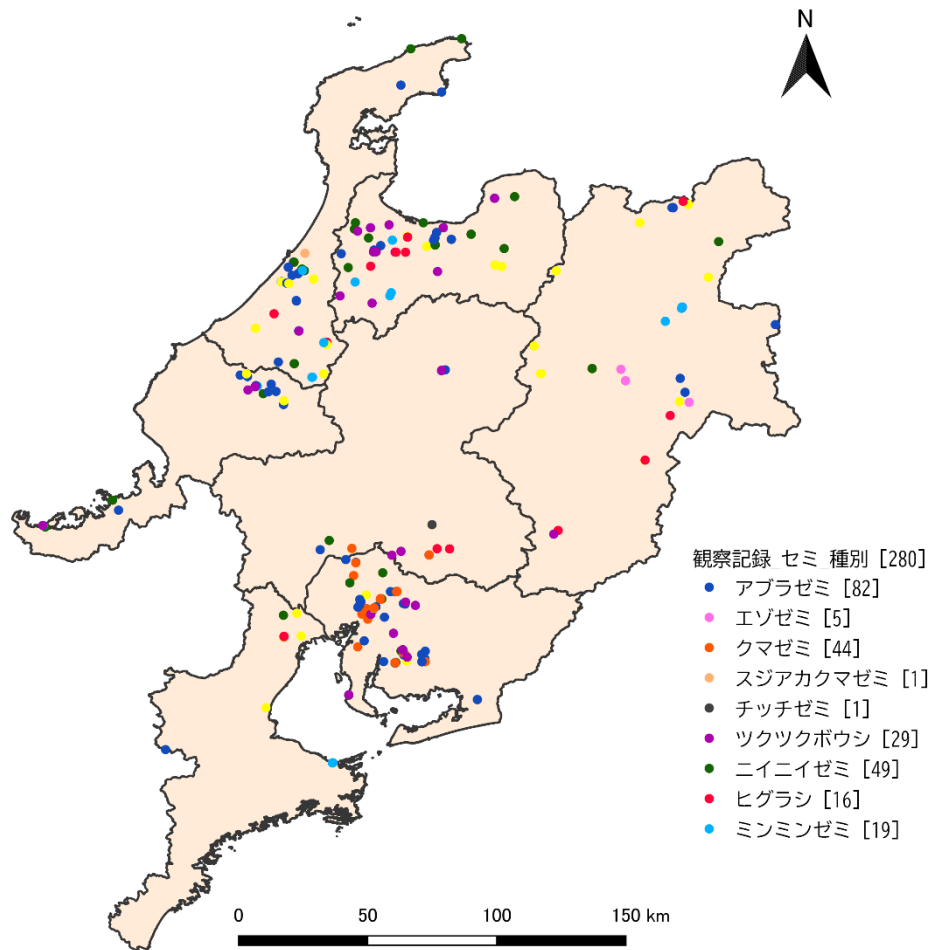 N
観察記録_セミ_種別 [280]
アブラゼミ [82]
エゾゼミ [5]
クマゼミ [44]
スジアカクマゼミ [1]
チッチゼミ [1]
ツクツクボウシ [29]
ニイニイゼミ [49]
ヒグラシ [16]
ミンミンゼミ [19]
0 50 100 150 km